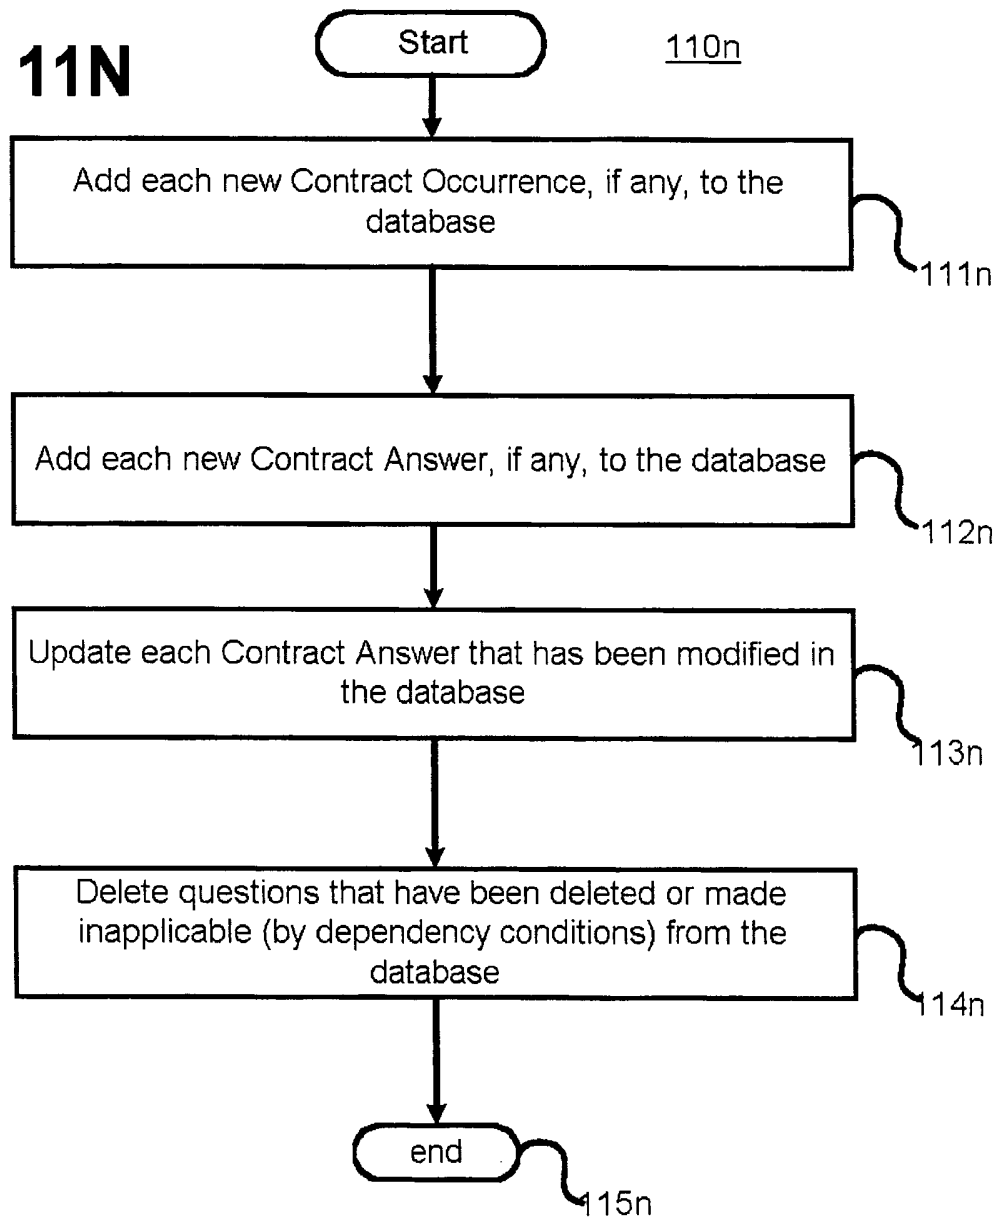 Start
110n
11N
Add each new Contract Occurrence, if any, to the
database
111n
Add each new Contract Answer, if any, to the database
112n
Update each Contract Answer that has been modified in
the database
113n
Delete questions that have been deleted or made
inapplicable (by dependency conditions) from the
database
114n
end
115n